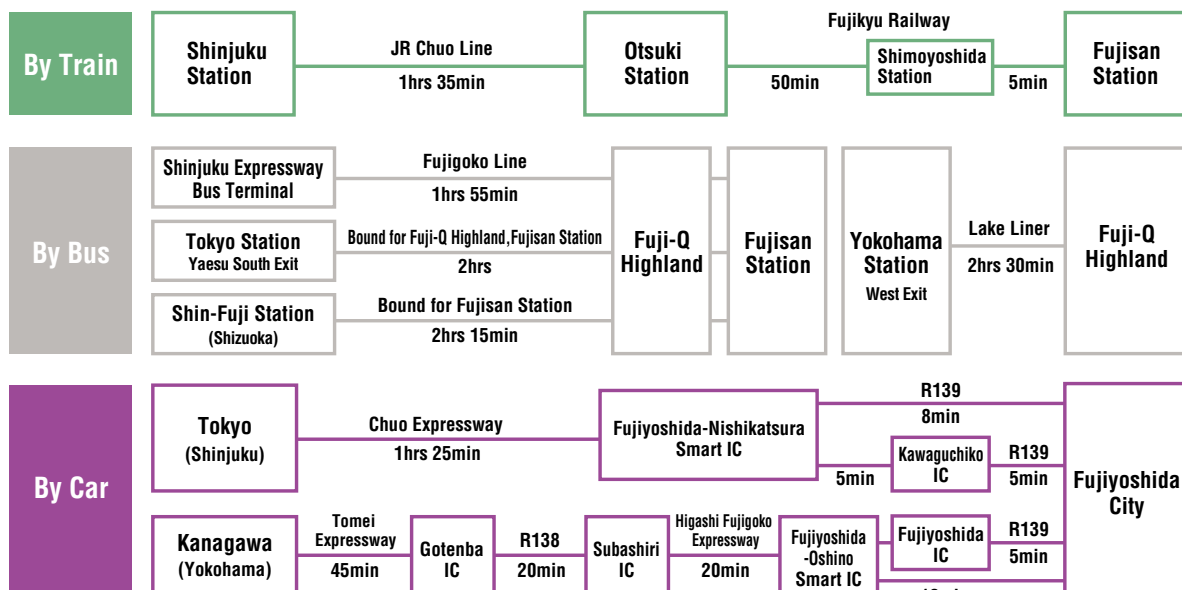 By Train
Shinjuku
Station
JR Chuo Line
1hrs 35min
Otsuki
Station
Fujikyu Railway
50min
Shimoyoshida
Station
5min
Fujisan
Station
By Bus
Shinjuku Expressway
Bus Terminal
Fujigoko Line
1hrs 55min
Tokyo Station
Yaesu South Exit
Bound for Fuji-Q Highland,Fujisan Station
2hrs
Shin-Fuji Station
(Shizuoka)
Bound for Fujisan Station
2hrs 15min
Fuji-Q
Highland
Fujisan
Station
Yokohama
Station
West Exit
Lake Liner
2hrs 30min
Fuji-Q
Highland
By Car
Tokyo
(Shinjuku)
Chuo Expressway
1hrs 25min
Fujiyoshida-Nishikatsura
Smart IC
R139
8min
5min
Kawaguchiko
IC
R139
5min
Fujiyoshida
City
Kanagawa
(Yokohama)
Tomei
Expressway
45min
Gotenba
IC
R138
20min
Subashiri
IC
Higashi Fujigoko
Expressway
20min
Fujiyoshida
-Oshino
Smart IC
Fujiyoshida
IC
R139
5min